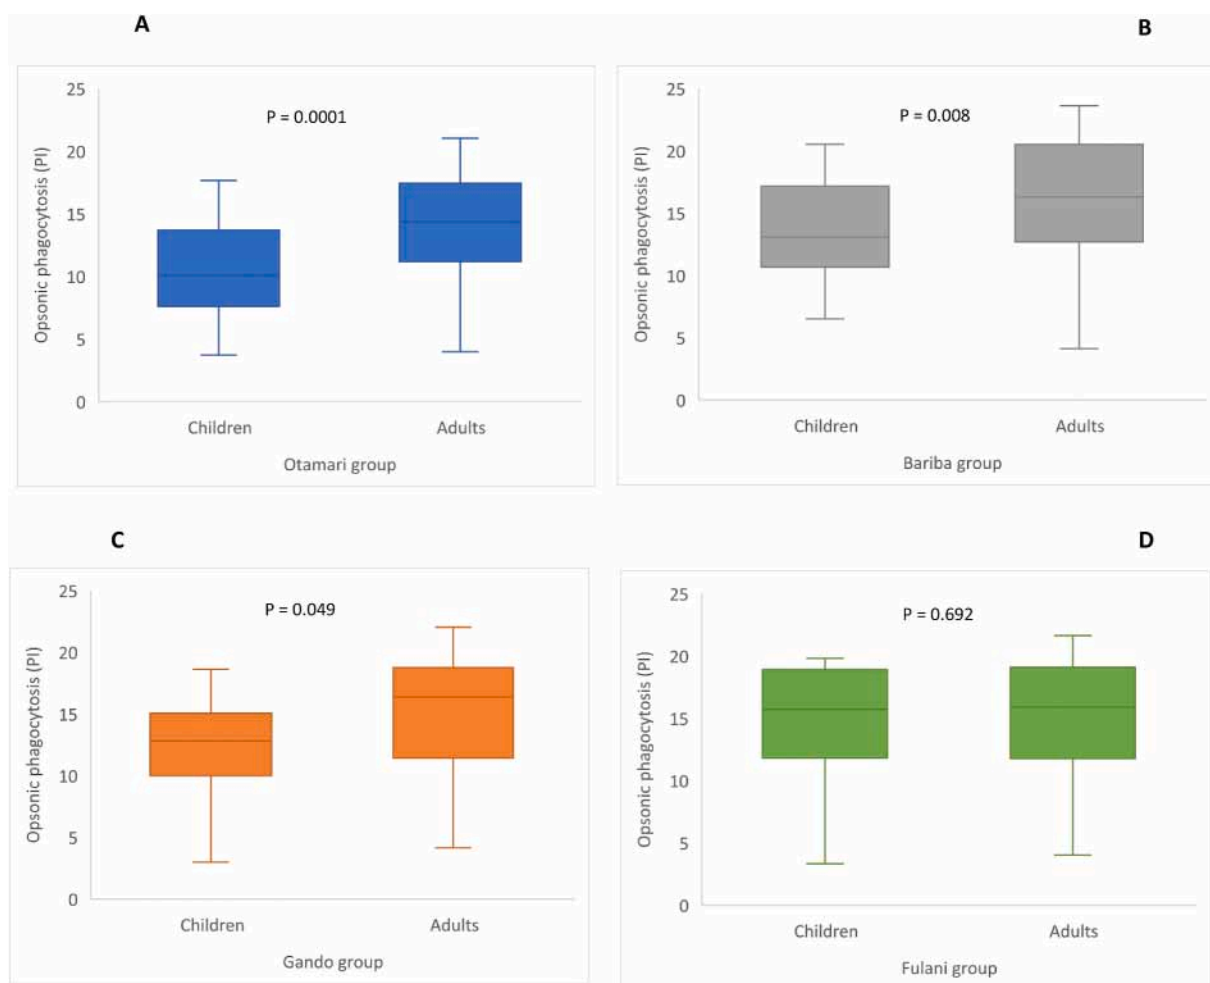 A
B
P = 0.0001
25
20
15
10
5
0
Opsonic phagocytosis (PI)
Children
Adults
Otamari group
P = 0.008
25
20
15
10
5
0
Opsonic phagocytosis (PI)
Children
Adults
Bariba group
C
D
P = 0.049
25
20
15
10
5
0
Opsonic phagocytosis (PI)
Children
Adults
Gando group
P = 0.692
25
20
15
10
5
0
Opsonic phagocytosis (PI)
Children
Adults
Fulani group